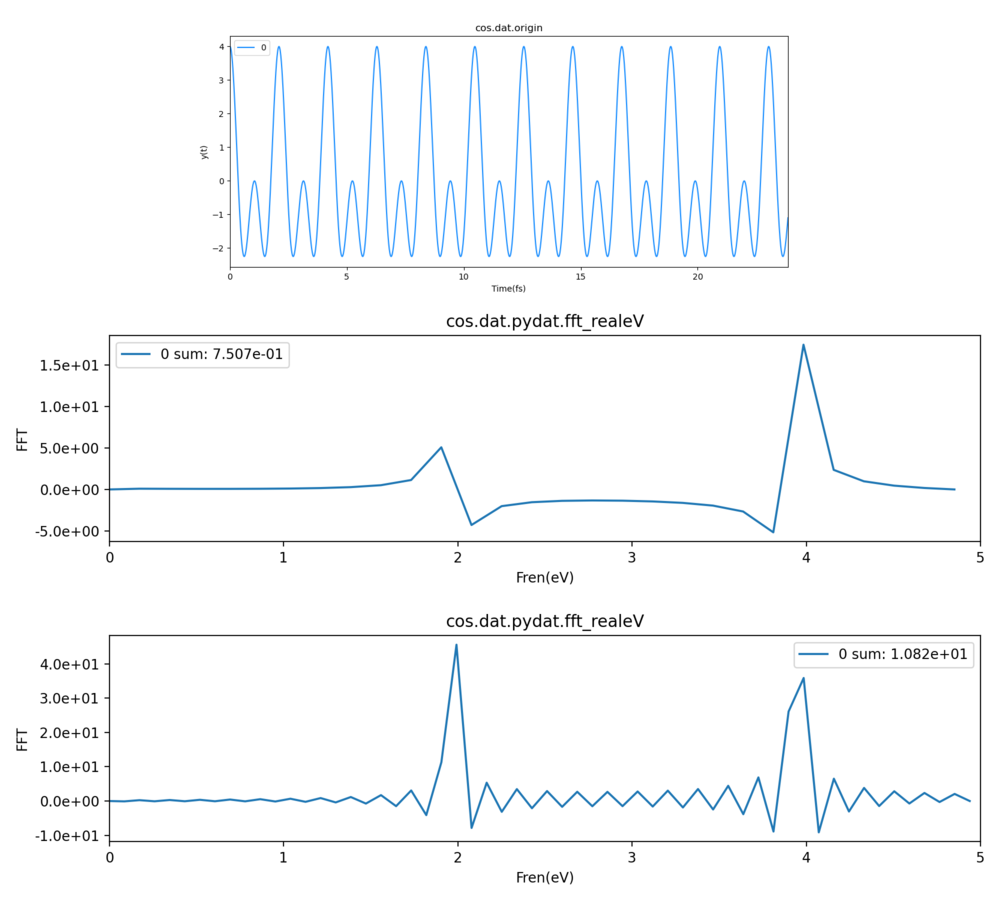 cos.dat.origin
0
4
3
2
1
0
−1
−2
y(t)
0
5
10
15
20
Time(fs)
cos.dat.pydat.fft_realeV
0 sum: 7.507e-01
1.5e+01
1.0e+01
5.0e+00
0.0e+00
-5.0e+00
FFT
0
1
2
3
4
5
Fren(eV)
cos.dat.pydat.fft_realeV
0 sum: 1.082e+01
4.0e+01
3.0e+01
2.0e+01
1.0e+01
0.0e+00
-1.0e+01
FFT
0
1
2
3
4
5
Fren(eV)